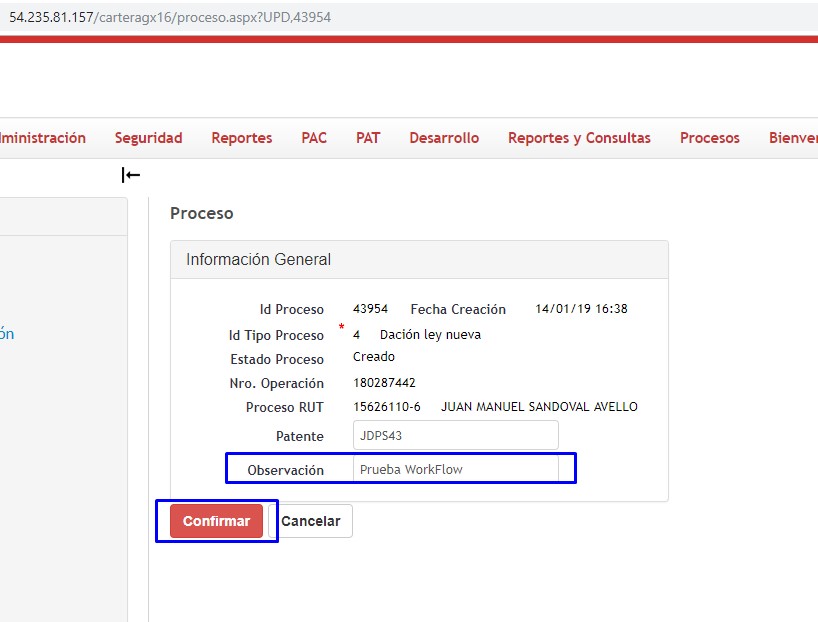 54.235.81.157/carteragx16/proceso.aspx?UPD,43954
ministración Seguridad Reportes PAC PAT Desarrollo Reportes y Consultas Procesos Bienver
Proceso
Información General
Id Proceso 43954 Fecha Creación 14/01/19 16:38
Id Tipo Proceso * 4 Dación ley nueva
ón
Estado Proceso Creado
Nro. Operación 180287442
Proceso RUT 15626110-6 JUAN MANUEL SANDOVAL AVELLO
Patente JDPS43
Observación Prueba WorkFlow
Confirmar Cancelar